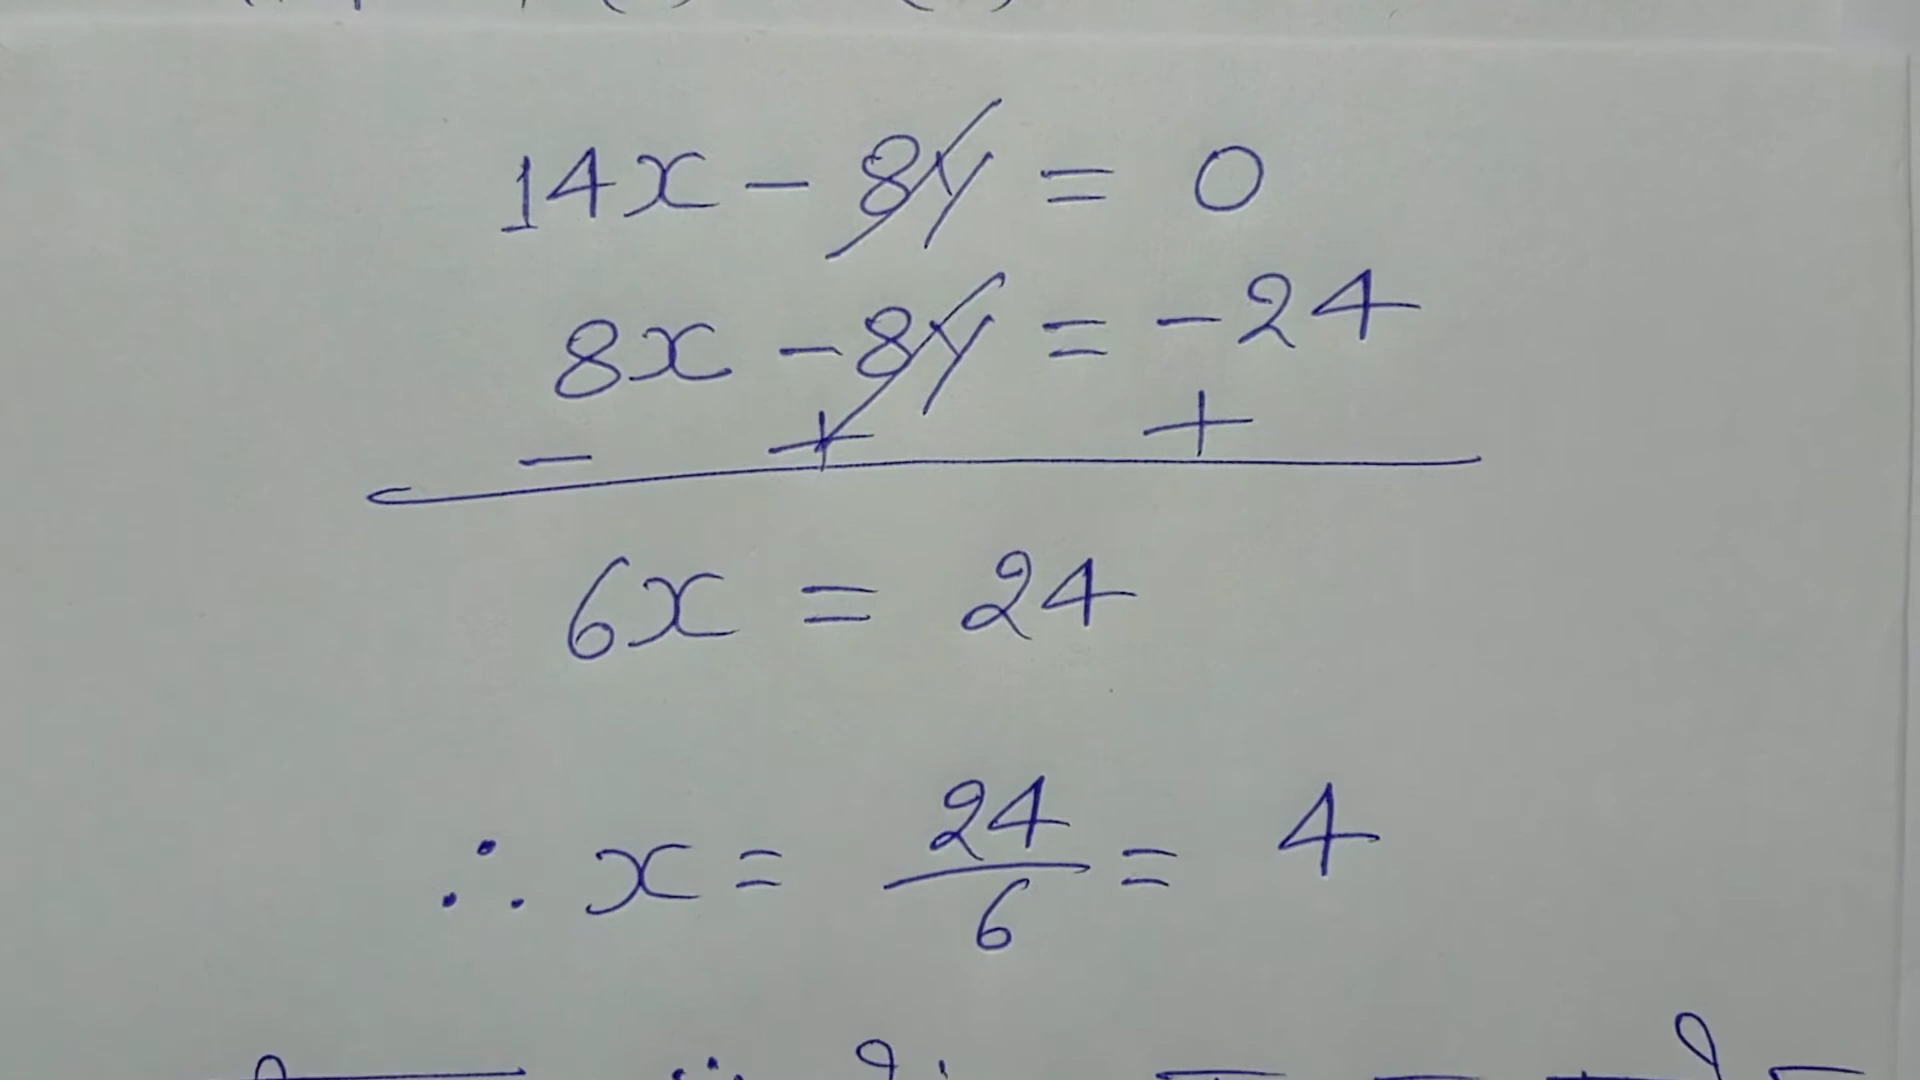 14x - 8y = 0
8x - 8y = -24
- + +
6x = 24
∴ x = 24/6 = 4